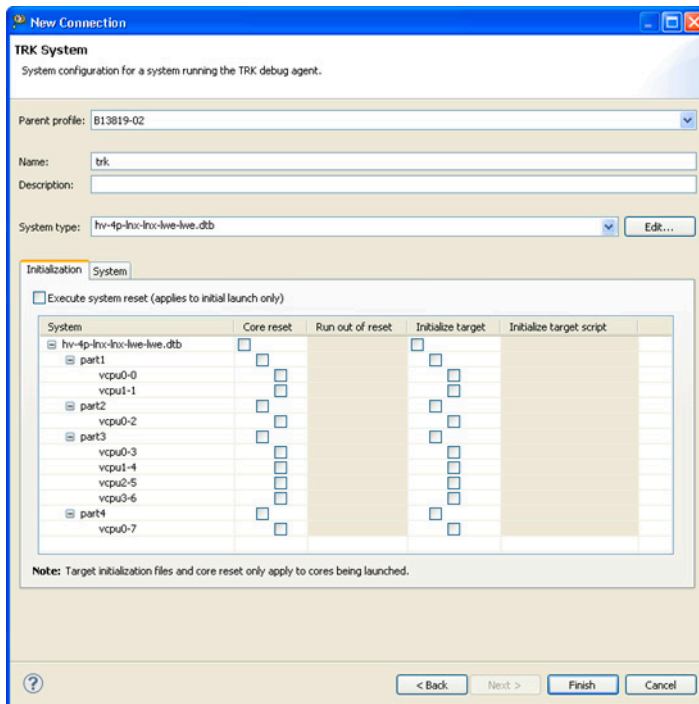 New Connection
TRK System
System configuration for a system running the TRK debug agent.
Parent profile: B13819-02
Name: trk
Description:
System type: hv-4p-lnx-lnx-lwe-lwe.dtb Edit...
Initialization System
Execute system reset (applies to initial launch only)
System Core reset Run out of reset Initialize target Initialize target script
hv-4p-lnx-lnx-lwe-lwe.dtb
part1
vcpu0-0
vcpu1-1
part2
vcpu0-2
part3
vcpu0-3
vcpu1-4
vcpu2-5
vcpu3-6
part4
vcpu0-7
Note: Target initialization files and core reset only apply to cores being launched.
? < Back Next > Finish Cancel